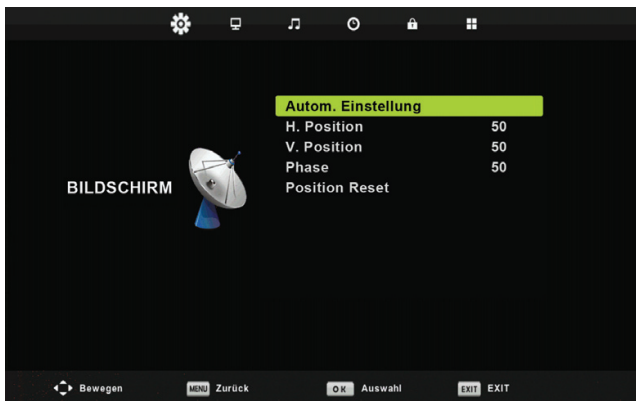 Autom. Einstellung
H. Position 50
V. Position 50
Phase 50
Position Reset
BILDSCHIRM
Bewegen MENU Zurück OK Auswahl EXIT EXIT